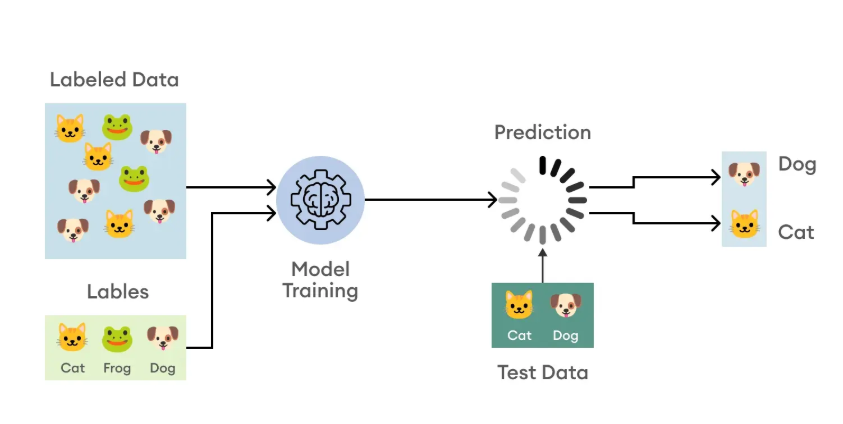 Labeled Data
Lables
Cat Frog Dog
Model
Training
Prediction
Cat Dog
Test Data
Dog
Cat